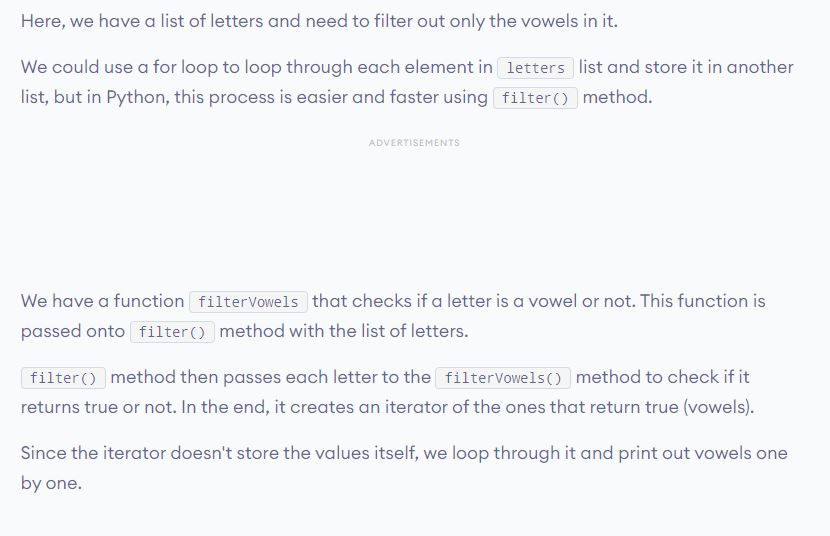 Here, we have a list of letters and need to filter out only the vowels in it.
We could use a for loop to loop through each element in letters list and store it in another
list, but in Python, this process is easier and faster using filter() method.
ADVERTISEMENTS
We have a function filterVowels that checks if a letter is a vowel or not. This function is
passed onto filter() method with the list of letters.
filter() method then passes each letter to the filterVowels() method to check if it
returns true or not. In the end, it creates an iterator of the ones that return true (vowels).
Since the iterator doesn't store the values itself, we loop through it and print out vowels one
by one.